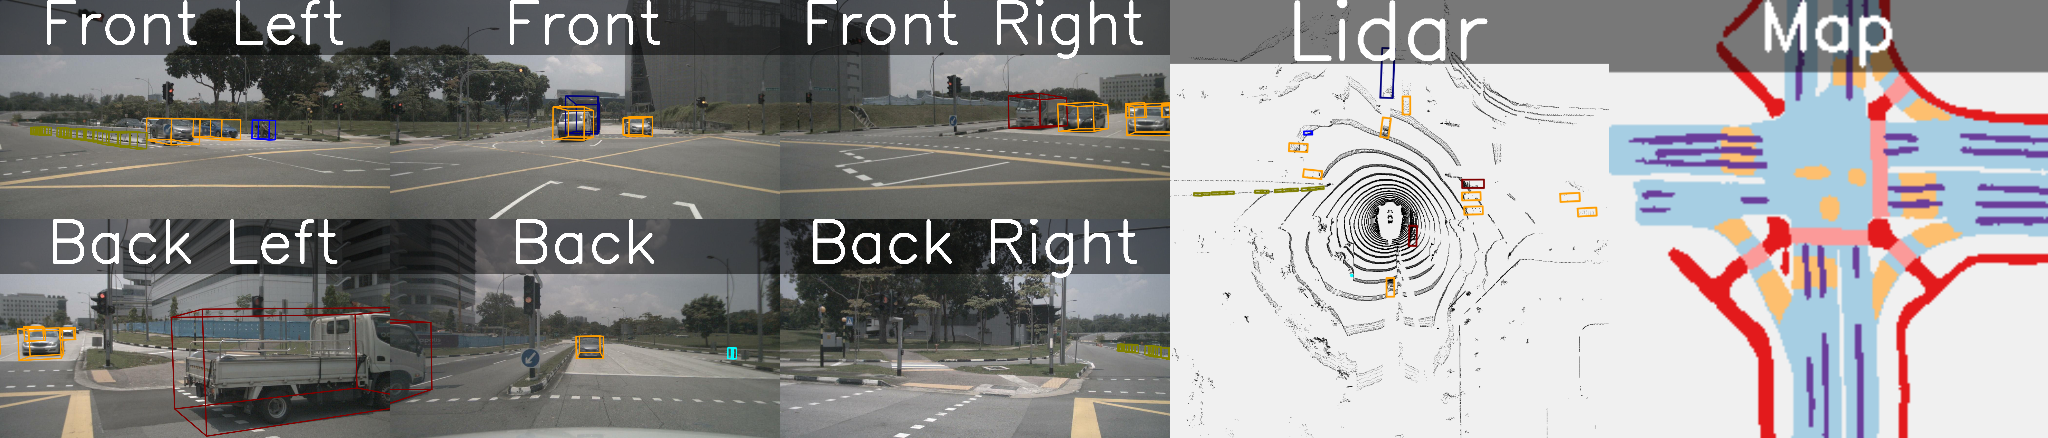 Front Left
Front
Front Right
Lidar
Map
Back Left
Back
Back Right